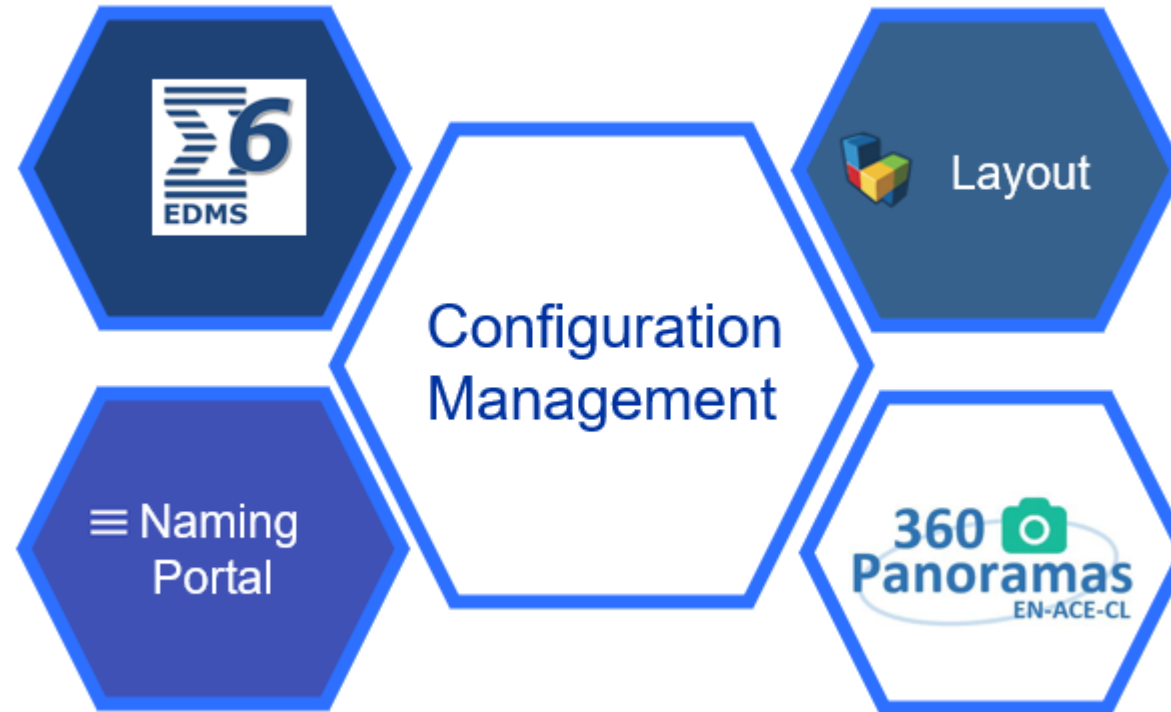 6
EDMS
Layout
Configuration
Management
Naming
Portal
360
Panoramas
EN-ACE-CL